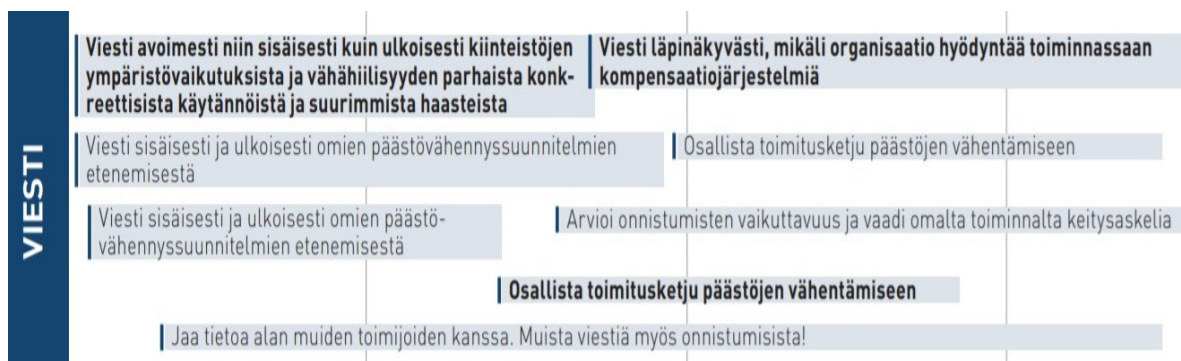 VIESTI
Viesti avoimesti niin sisäisesti kuin ulkoisesti kiinteistöjen
ympäristövaikutuksista ja vähähiilisyyden parhaista konk-
reettisista käytännöistä ja suurimmista haasteista
Viesti läpinäkyvästi, mikäli organisaatio hyödyntää toiminnassaan
kompensaatiojärjestelmiä
Viesti sisäisesti ja ulkoisesti omien päästövähennyssuunnitelmien
etenemisestä
Osallista toimitusketju päästöjen vähentämiseen
Viesti sisäisesti ja ulkoisesti omien päästö-
vähennyssuunnitelmien etenemisestä
Arvioi onnistumisten vaikuttavuus ja vaadi omalta toiminnalta keitysaskelia
Osallista toimitusketju päästöjen vähentämiseen
Jaa tietoa alan muiden toimijoiden kanssa. Muista viestiä myös onnistumisista!